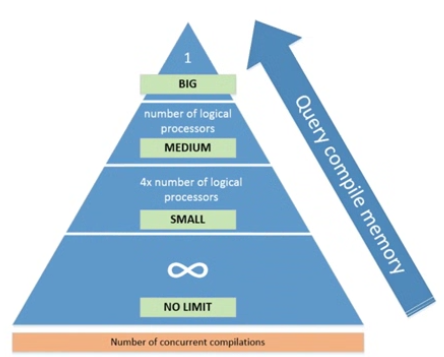 1
BIG
number of logical
processors
MEDIUM
4x number of logical
processors
SMALL
∞
NO LIMIT
Query compile memory
Number of concurrent compilations